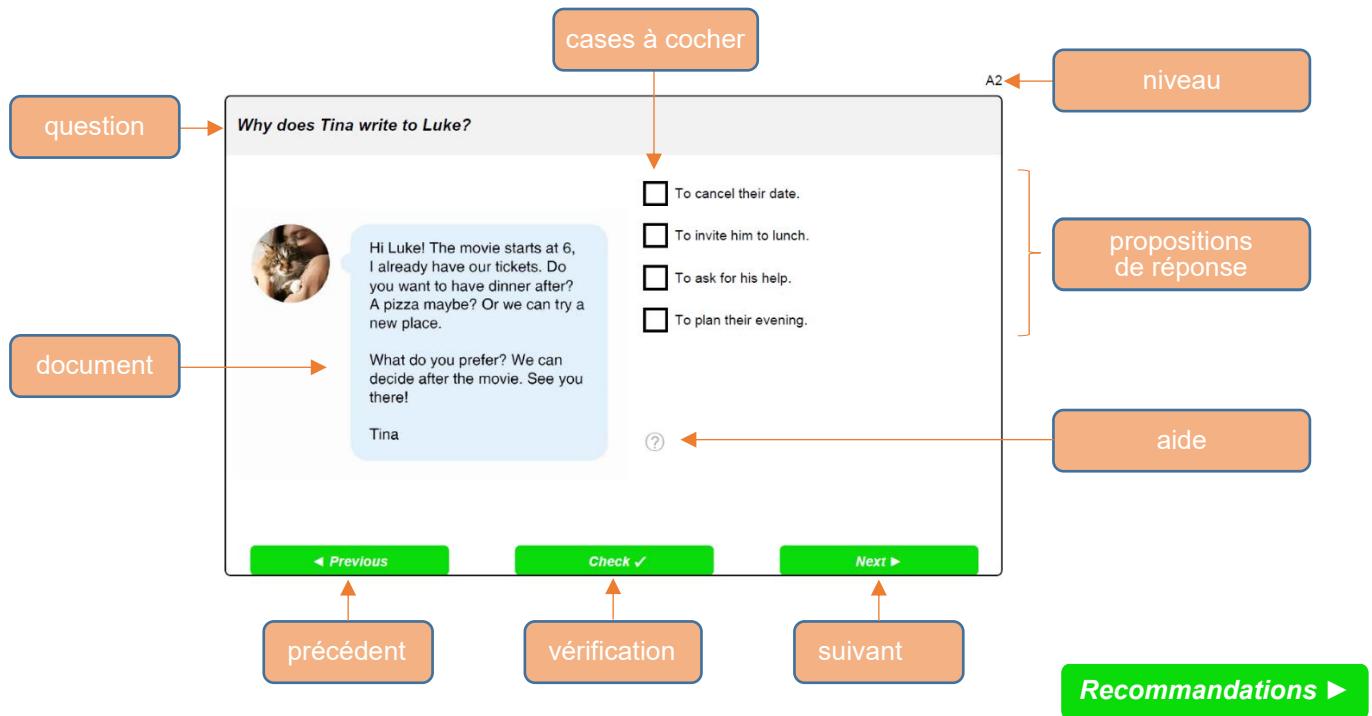 cases à cocher
A2
niveau
question
Why does Tina write to Luke?
To cancel their date.
To invite him to lunch.
To ask for his help.
To plan their evening.
propositions
de réponse
Hi Luke! The movie starts at 6,
I already have our tickets. Do
you want to have dinner after?
A pizza maybe? Or we can try a
new place.
What do you prefer? We can
decide after the movie. See you
there!
Tina
document
?
aide
◄ Previous
Check ✓
Next ►
précédent
vérification
suivant
Recommandations ►